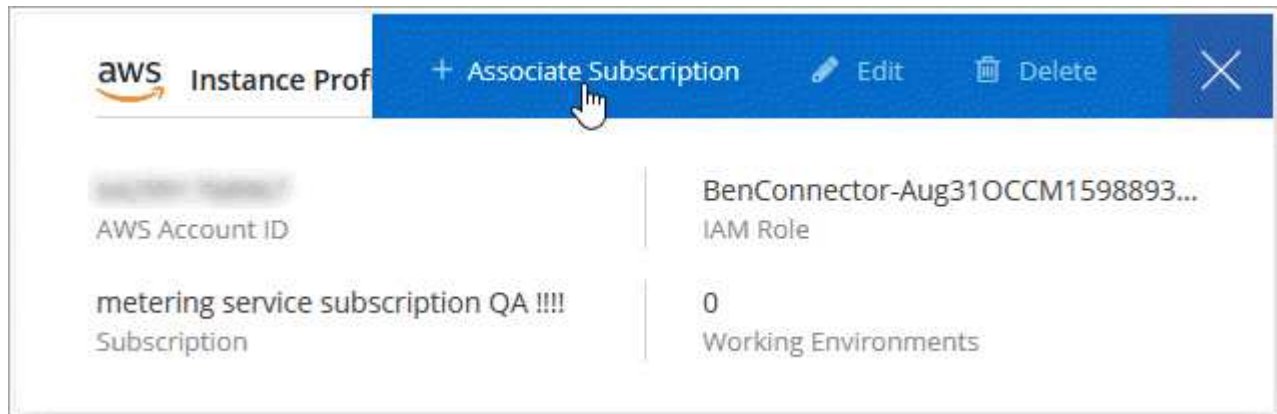 aws Instance Prof + Associate Subscription Edit Delete
AWS Account ID
BenConnector-Aug31OCCM1598893...
IAM Role
metering service subscription QA !!!!
Subscription
0
Working Environments